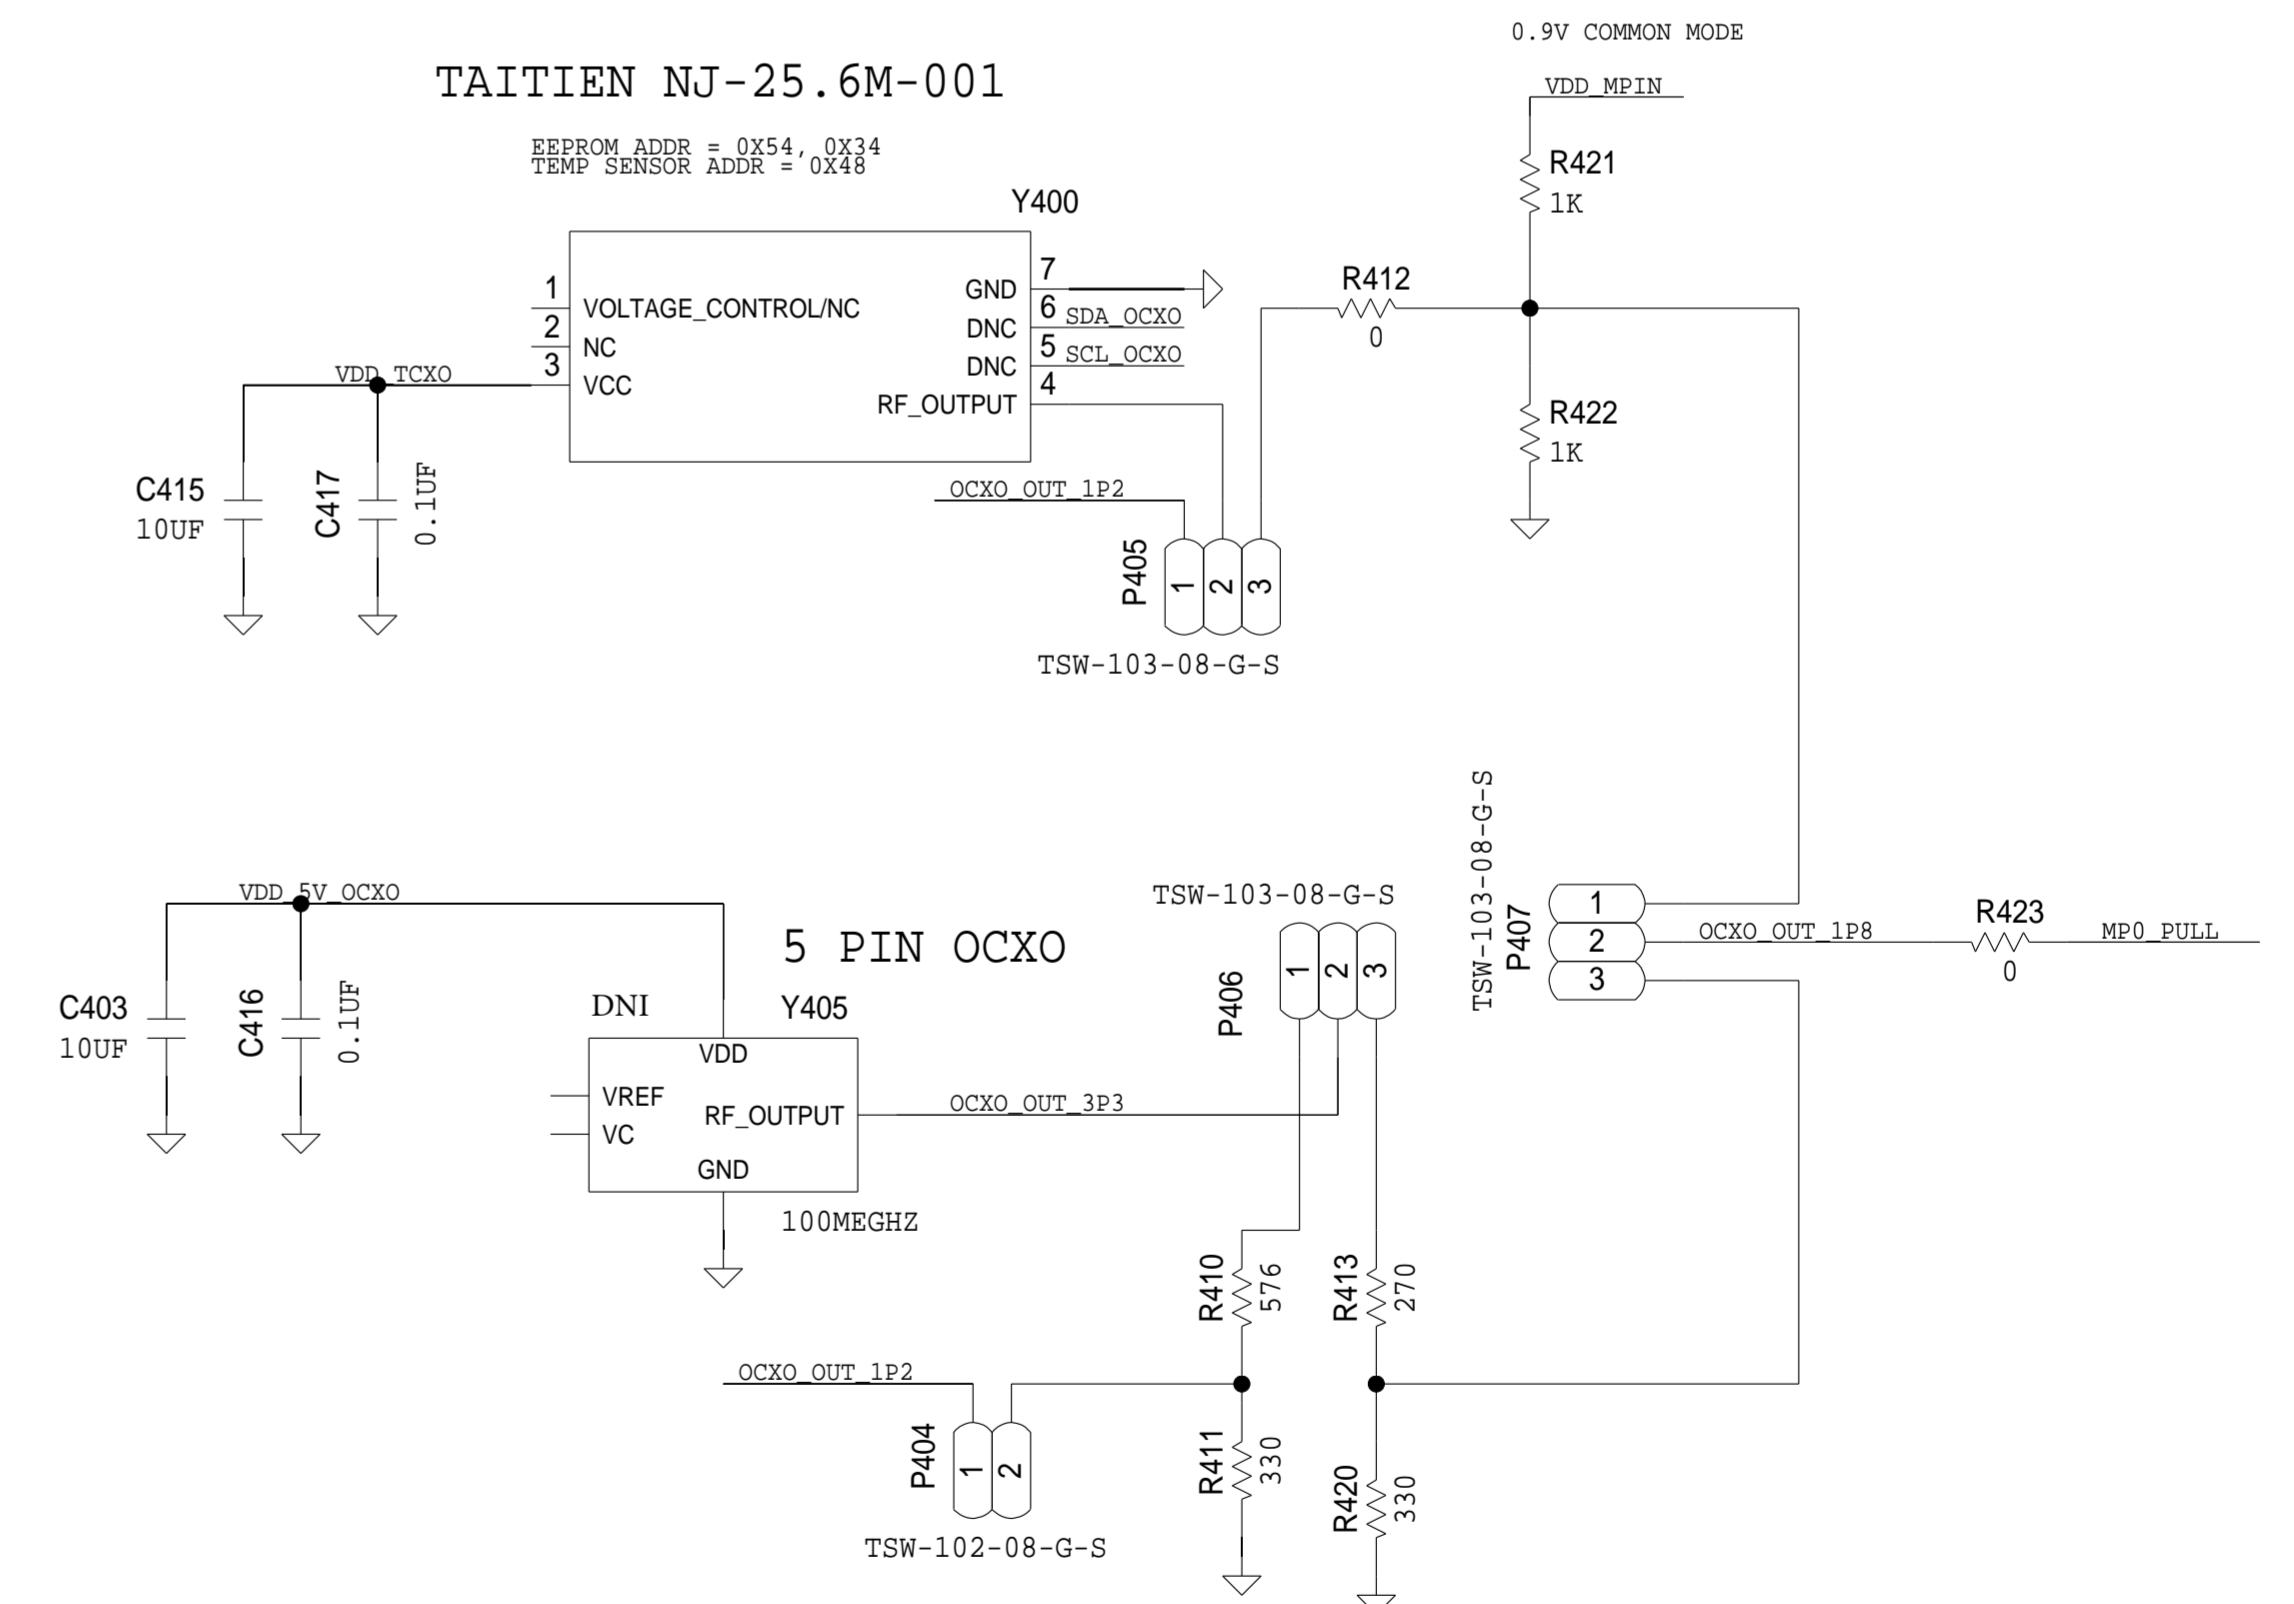 0.9V COMMON MODE
TAITIEN NJ-25.6M-001
VDD_MPIN
EEPROM ADDR = 0X54, 0X34
TEMP SENSOR ADDR = 0X48
R421
1K
Y400
1
VOLTAGE_CONTROL/NC
2
NC
3
VCC
VDD_TCXO
7
GND
6
DNC
SDA_OCXO
5
DNC
SCL_OCXO
4
RF_OUTPUT
R412
0
R422
1K
C415
10UF
C417
0.1UF
OCXO_OUT_1P2
P405
1
2
3
TSW-103-08-G-S
VDD_5V_OCXO
5 PIN OCXO
C403
10UF
C416
0.1UF
DNI
Y405
VDD
VREF
VC
RF_OUTPUT
GND
100MEGHZ
OCXO_OUT_3P3
TSW-103-08-G-S
P406
1
2
3
TSW-103-08-G-S
P407
1
2
3
OCXO_OUT_1P8
R423
0
MP0_PULL
R410
576
R413
270
OCXO_OUT_1P2
P404
1
2
TSW-102-08-G-S
R411
330
R420
330